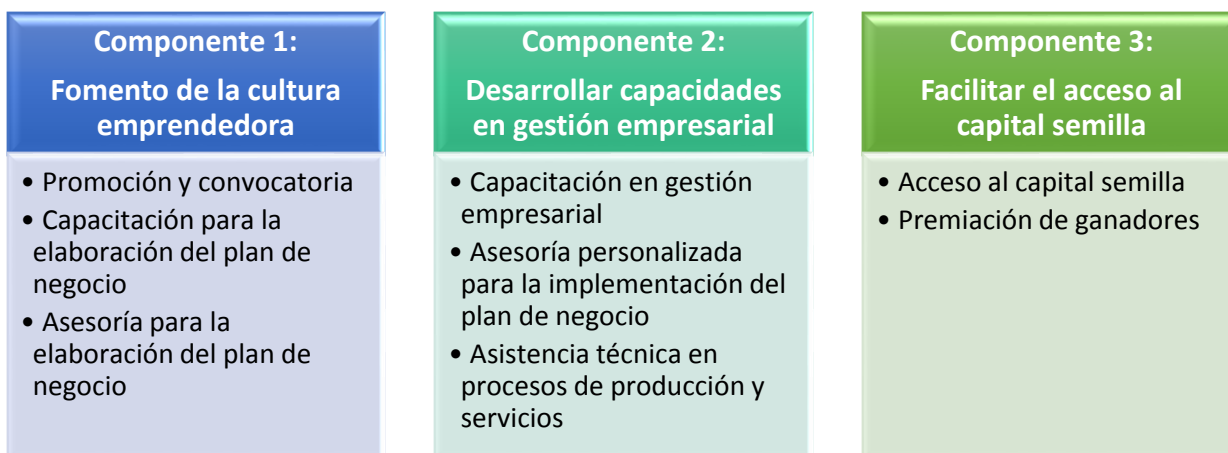 Componente 1:
Fomento de la cultura
emprendedora
• Promoción y convocatoria
• Capacitación para la
elaboración del plan de
negocio
• Asesoría para la
elaboración del plan de
negocio
Componente 2:
Desarrollar capacidades
en gestión empresarial
• Capacitación en gestión
empresarial
• Asesoría personalizada
para la implementación del
plan de negocio
• Asistencia técnica en
procesos de producción y
servicios
Componente 3:
Facilitar el acceso al
capital semilla
• Acceso al capital semilla
• Premiación de ganadores